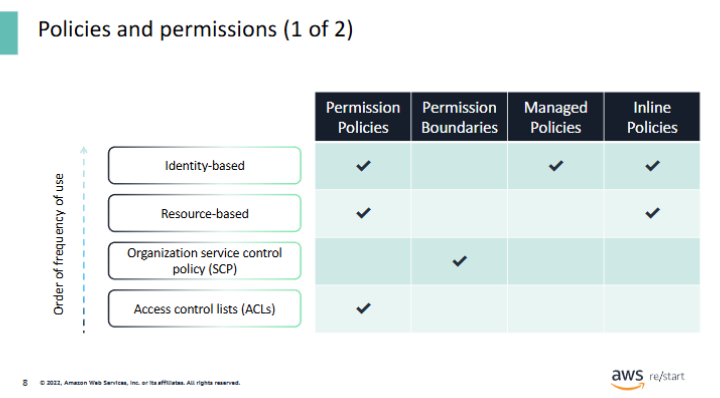 Policies and permissions (1 of 2)
Permission Policies
Permission Boundaries
Managed Policies
Inline Policies
Order of frequency of use
Identity-based ✔ ✔ ✔
Resource-based ✔ ✔
Organization service control
policy (SCP) ✔
Access control lists (ACLs) ✔
8 © 2022, Amazon Web Services, Inc. or its affiliates. All rights reserved.
aws re/start